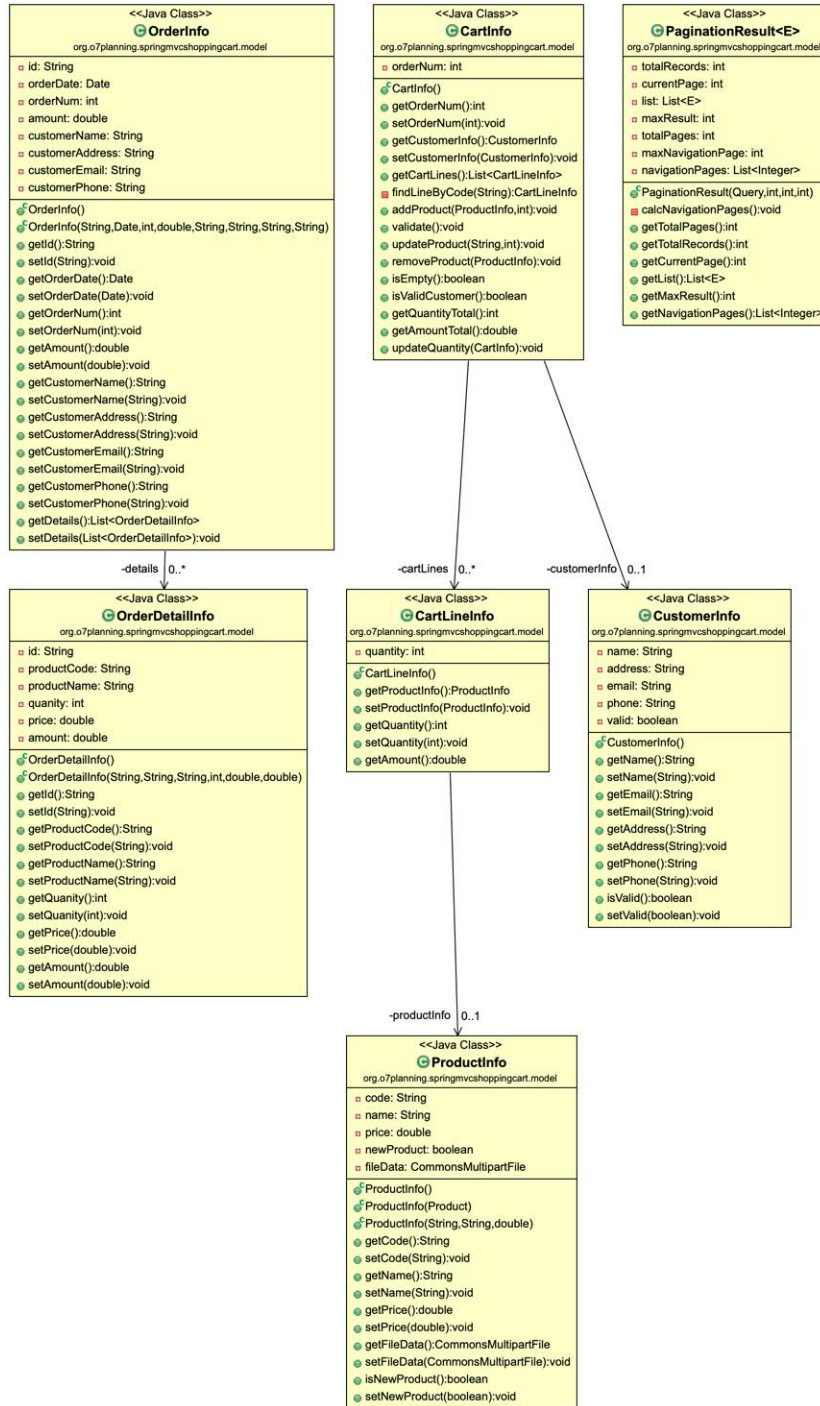 <<Java Class>>
OrderInfo
org.o7planning.springmvcshoppingcart.model
id: String
orderDate: Date
orderNum: int
amount: double
customerName: String
customerAddress: String
customerEmail: String
customerPhone: String
OrderInfo()
OrderInfo(String,Date,int,double,String,String,String,String)
getId():String
setId(String):void
getOrderDate():Date
setOrderDate(Date):void
getOrderNum():int
setOrderNum(int):void
getAmount():double
setAmount(double):void
getCustomerName():String
setCustomerName(String):void
getCustomerAddress():String
setCustomerAddress(String):void
getCustomerEmail():String
setCustomerEmail(String):void
getCustomerPhone():String
setCustomerPhone(String):void
getDetails():List<OrderDetailInfo>
setDetails(List<OrderDetailInfo>):void
<<Java Class>>
CartInfo
org.o7planning.springmvcshoppingcart.model
orderNum: int
CartInfo()
getOrderNum():int
setOrderNum(int):void
getCustomerInfo():CustomerInfo
setCustomerInfo(CustomerInfo):void
getCartLines():List<CartLineInfo>
findLineByCode(String):CartLineInfo
addProduct(ProductInfo,int):void
validate():void
updateProduct(String,int):void
removeProduct(ProductInfo):void
isEmpty():boolean
isValidCustomer():boolean
getQuantityTotal():int
getAmountTotal():double
updateQuantity(CartInfo):void
<<Java Class>>
PaginationResult<E>
org.o7planning.springmvcshoppingcart.model
totalRecords: int
currentPage: int
list: List<E>
maxResult: int
totalPages: int
maxNavigationPage: int
navigationPages: List<Integer>
PaginationResult(Query,int,int,int)
calcNavigationPages():void
getTotalPages():int
getTotalRecords():int
getCurrentPage():int
getList():List<E>
getMaxResult():int
getNavigationPages():List<Integer>
-details 0..*
-cartLines 0..*
-customerInfo 0..1
<<Java Class>>
OrderDetailInfo
org.o7planning.springmvcshoppingcart.model
id: String
productCode: String
productName: String
quanity: int
price: double
amount: double
OrderDetailInfo()
OrderDetailInfo(String,String,String,int,double,double)
getId():String
setId(String):void
getProductCode():String
setProductCode(String):void
getProductName():String
setProductName(String):void
getQuanity():int
setQuanity(int):void
getPrice():double
setPrice(double):void
getAmount():double
setAmount(double):void
<<Java Class>>
CartLineInfo
org.o7planning.springmvcshoppingcart.model
quantity: int
CartLineInfo()
getProductInfo():ProductInfo
setProductInfo(ProductInfo):void
getQuantity():int
setQuantity(int):void
getAmount():double
<<Java Class>>
CustomerInfo
org.o7planning.springmvcshoppingcart.model
name: String
address: String
email: String
phone: String
valid: boolean
CustomerInfo()
getName():String
setName(String):void
getEmail():String
setEmail(String):void
getAddress():String
setAddress(String):void
getPhone():String
setPhone(String):void
isValid():boolean
setValid(boolean):void
-productInfo 0..1
<<Java Class>>
ProductInfo
org.o7planning.springmvcshoppingcart.model
code: String
name: String
price: double
newProduct: boolean
fileData: CommonsMultipartFile
ProductInfo()
ProductInfo(Product)
ProductInfo(String,String,double)
getCode():String
setCode(String):void
getName():String
setName(String):void
getPrice():double
setPrice(double):void
getFileData():CommonsMultipartFile
setFileData(CommonsMultipartFile):void
isNewProduct():boolean
setNewProduct(boolean):void